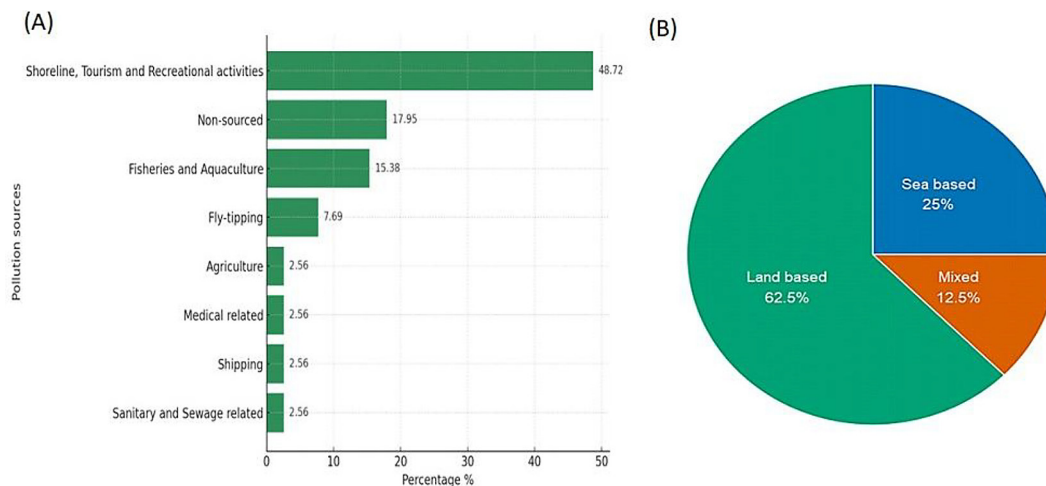 (A)
Pollution sources
Shoreline, Tourism and Recreational activities
48.72
Non-sourced
17.95
Fisheries and Aquaculture
15.38
Fly-tipping
7.69
Agriculture
2.56
Medical related
2.56
Shipping
2.56
Sanitary and Sewage related
2.56
0 10 20 30 40 50
Percentage %
(B)
Sea based
25%
Land based
62.5%
Mixed
12.5%